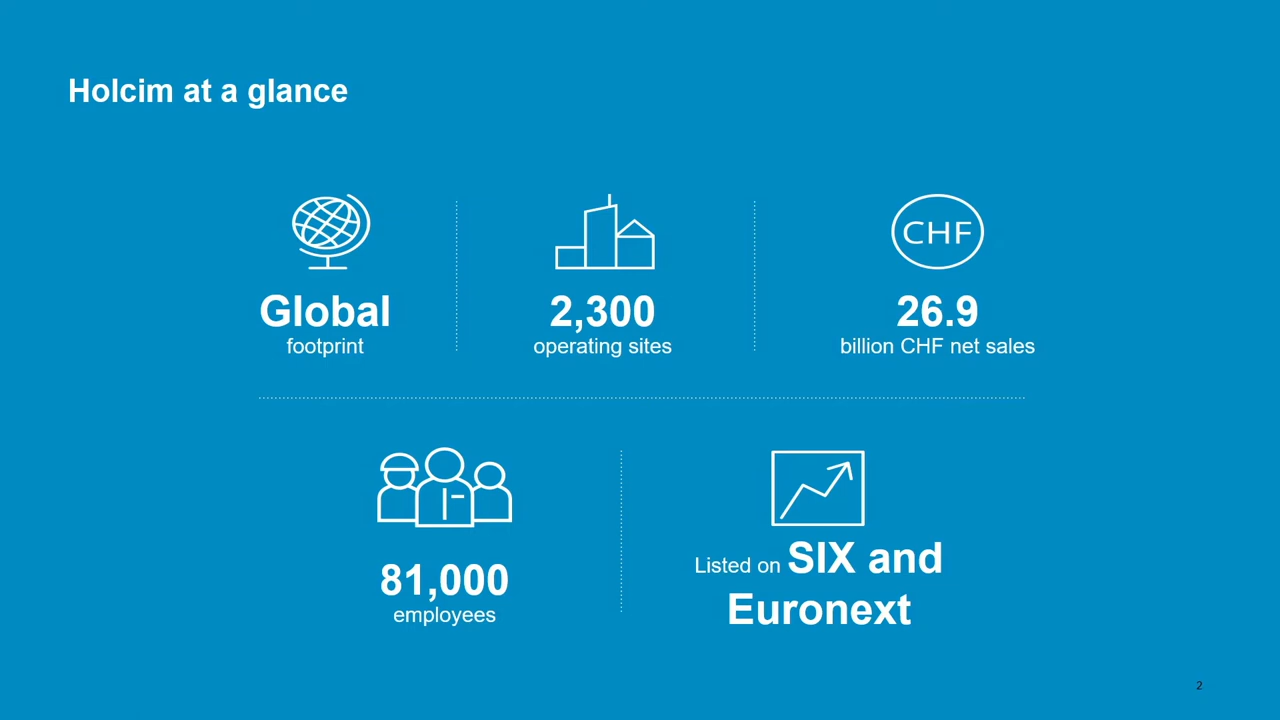 Holcim at a glance
CHF
Global
footprint
2,300
operating sites
26.9
billion CHF net sales
81,000
employees
Listed on SIX and
Euronext
2